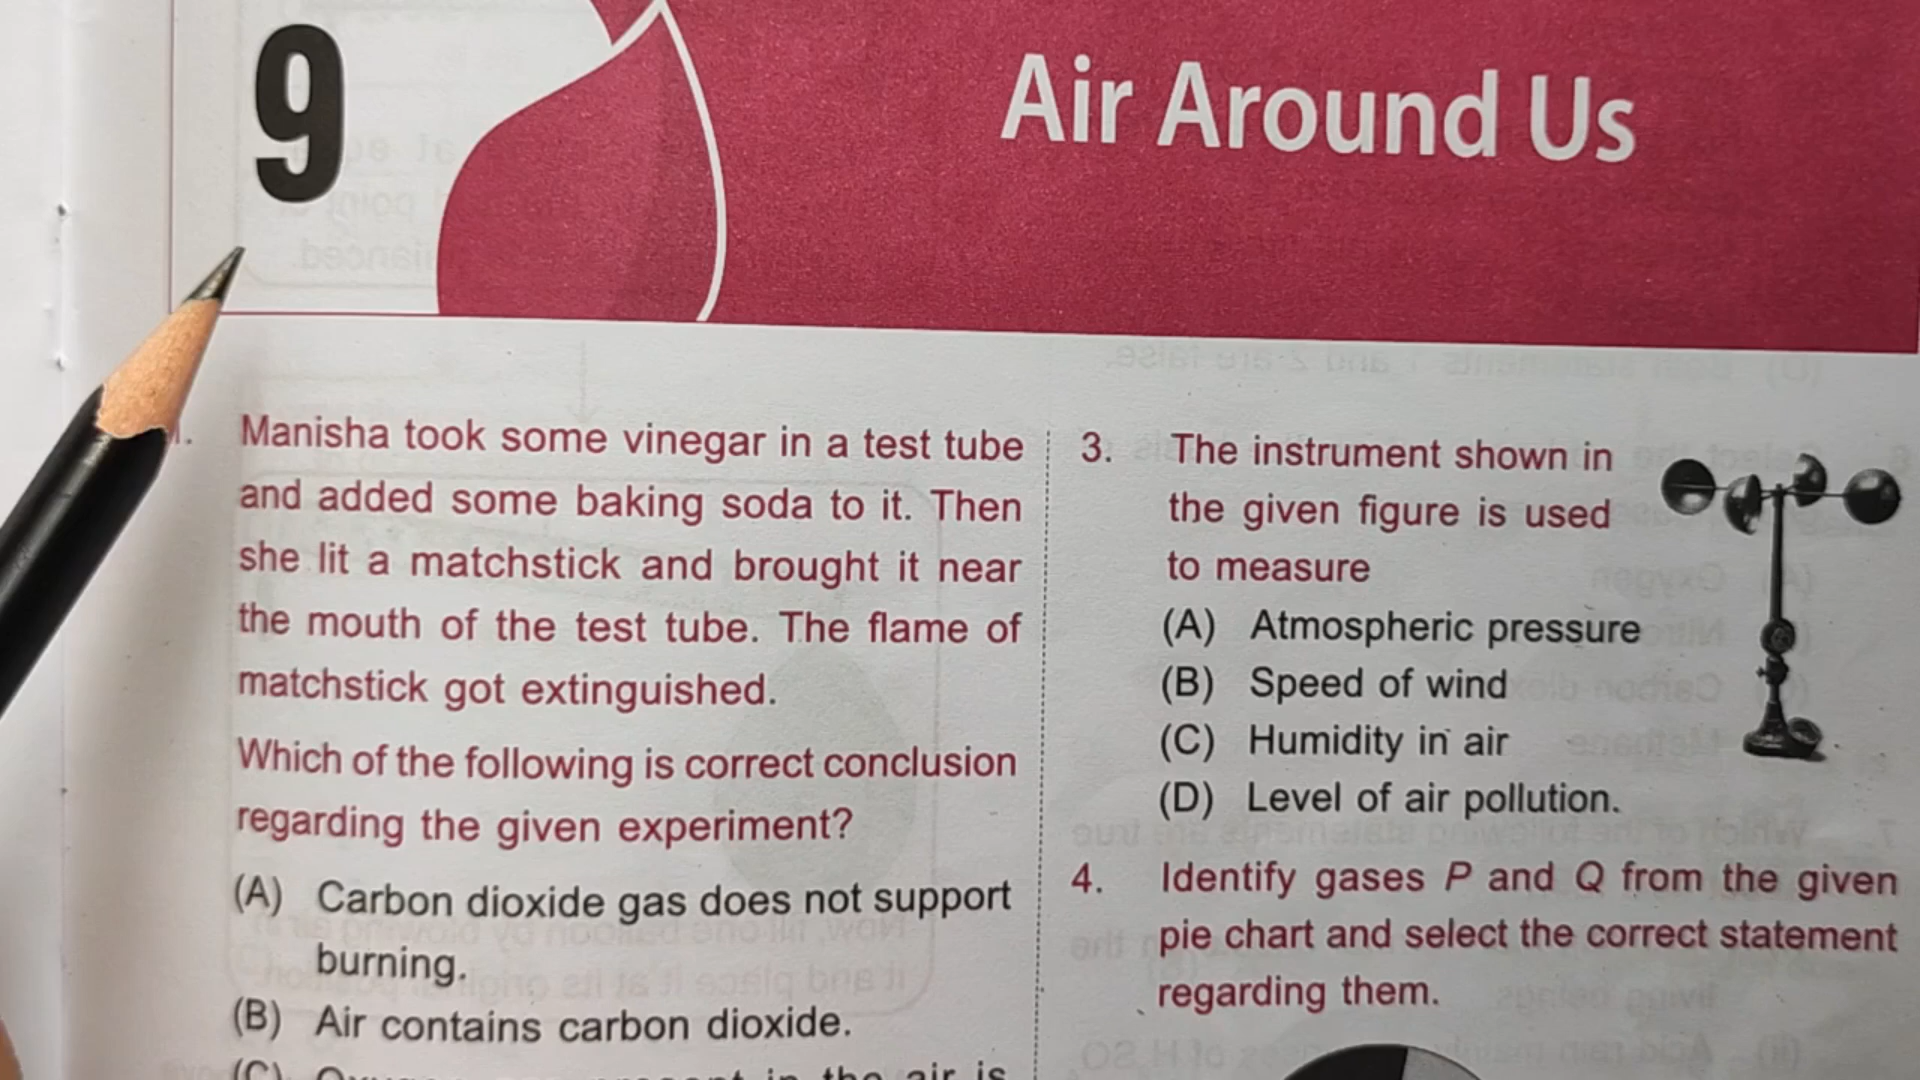 9
Air Around Us
1. Manisha took some vinegar in a test tube
and added some baking soda to it. Then
she lit a matchstick and brought it near
the mouth of the test tube. The flame of
matchstick got extinguished.
Which of the following is correct conclusion
regarding the given experiment?
(A) Carbon dioxide gas does not support
burning.
(B) Air contains carbon dioxide.
(C) in the air is
3. The instrument shown in
the given figure is used
to measure
(A) Atmospheric pressure
(B) Speed of wind
(C) Humidity in air
(D) Level of air pollution.
4. Identify gases P and Q from the given
pie chart and select the correct statement
regarding them.